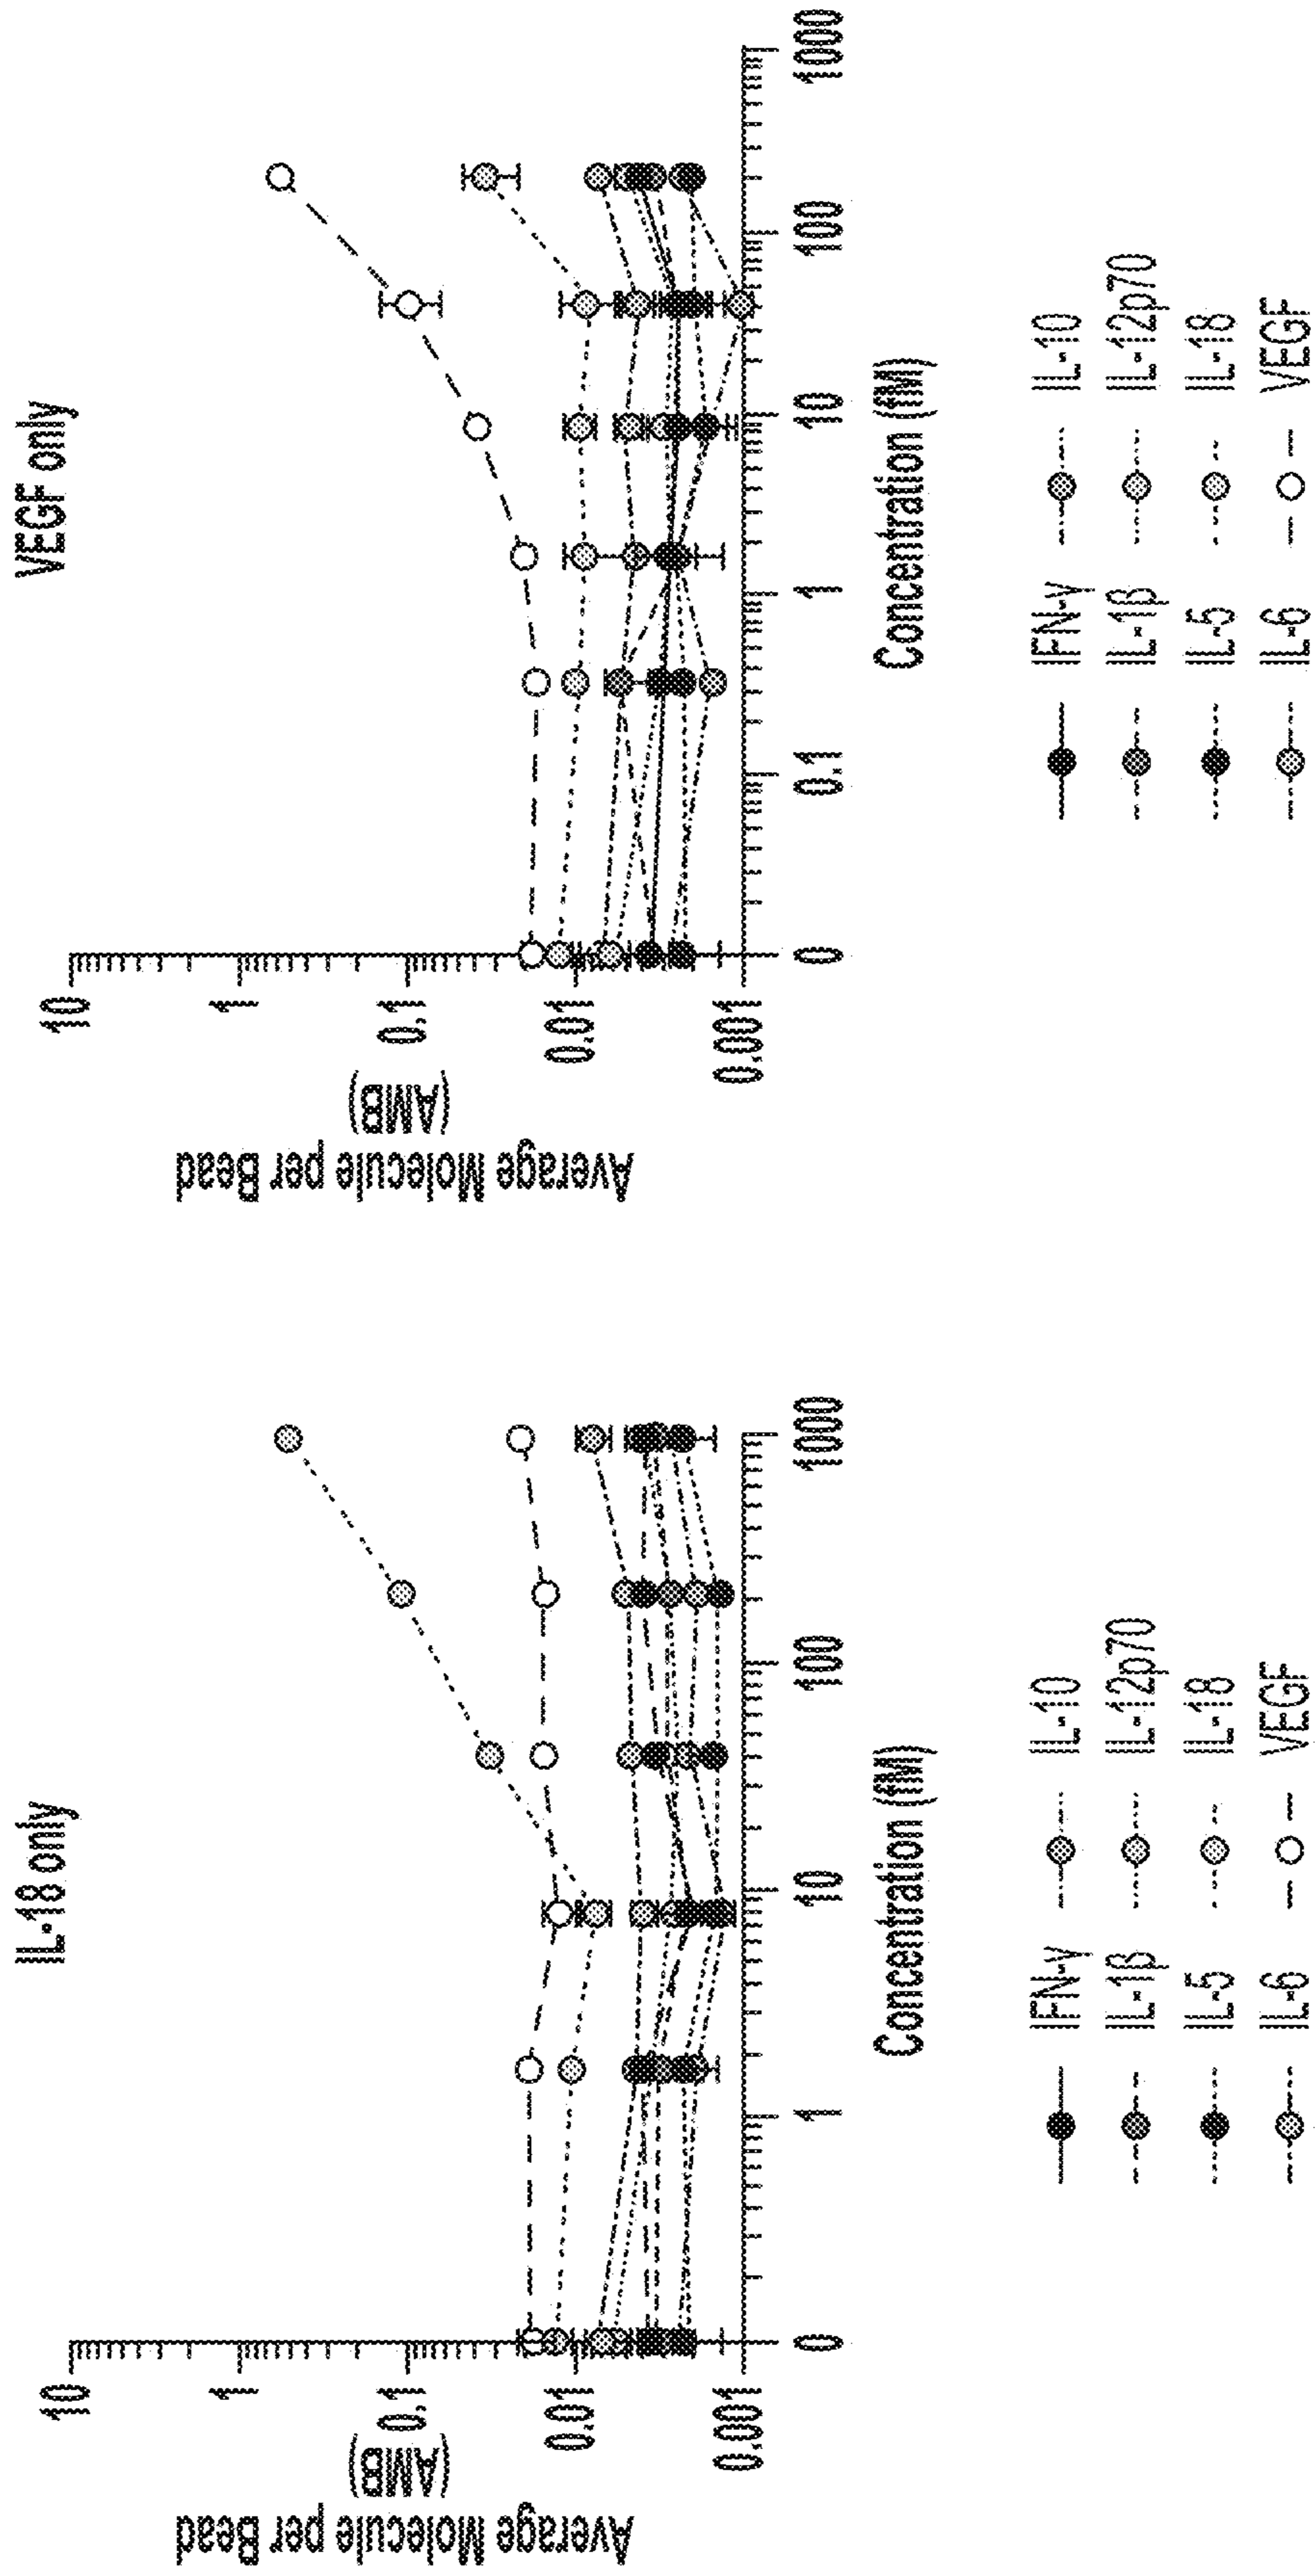 IL-18 only
Average Molecule per Bead
(AMB)
10
1
0.1
0.01
0.001
0
1
10
100
1000
Concentration (fM)
IFN-γ
IL-10
IL-1β
IL-12p70
IL-5
IL-18
IL-6
VEGF
VEGF only
Average Molecule per Bead
(AMB)
10
1
0.1
0.01
0.001
0
0.1
1
10
100
1000
Concentration (fM)
IFN-γ
IL-10
IL-1β
IL-12p70
IL-5
IL-18
IL-6
VEGF